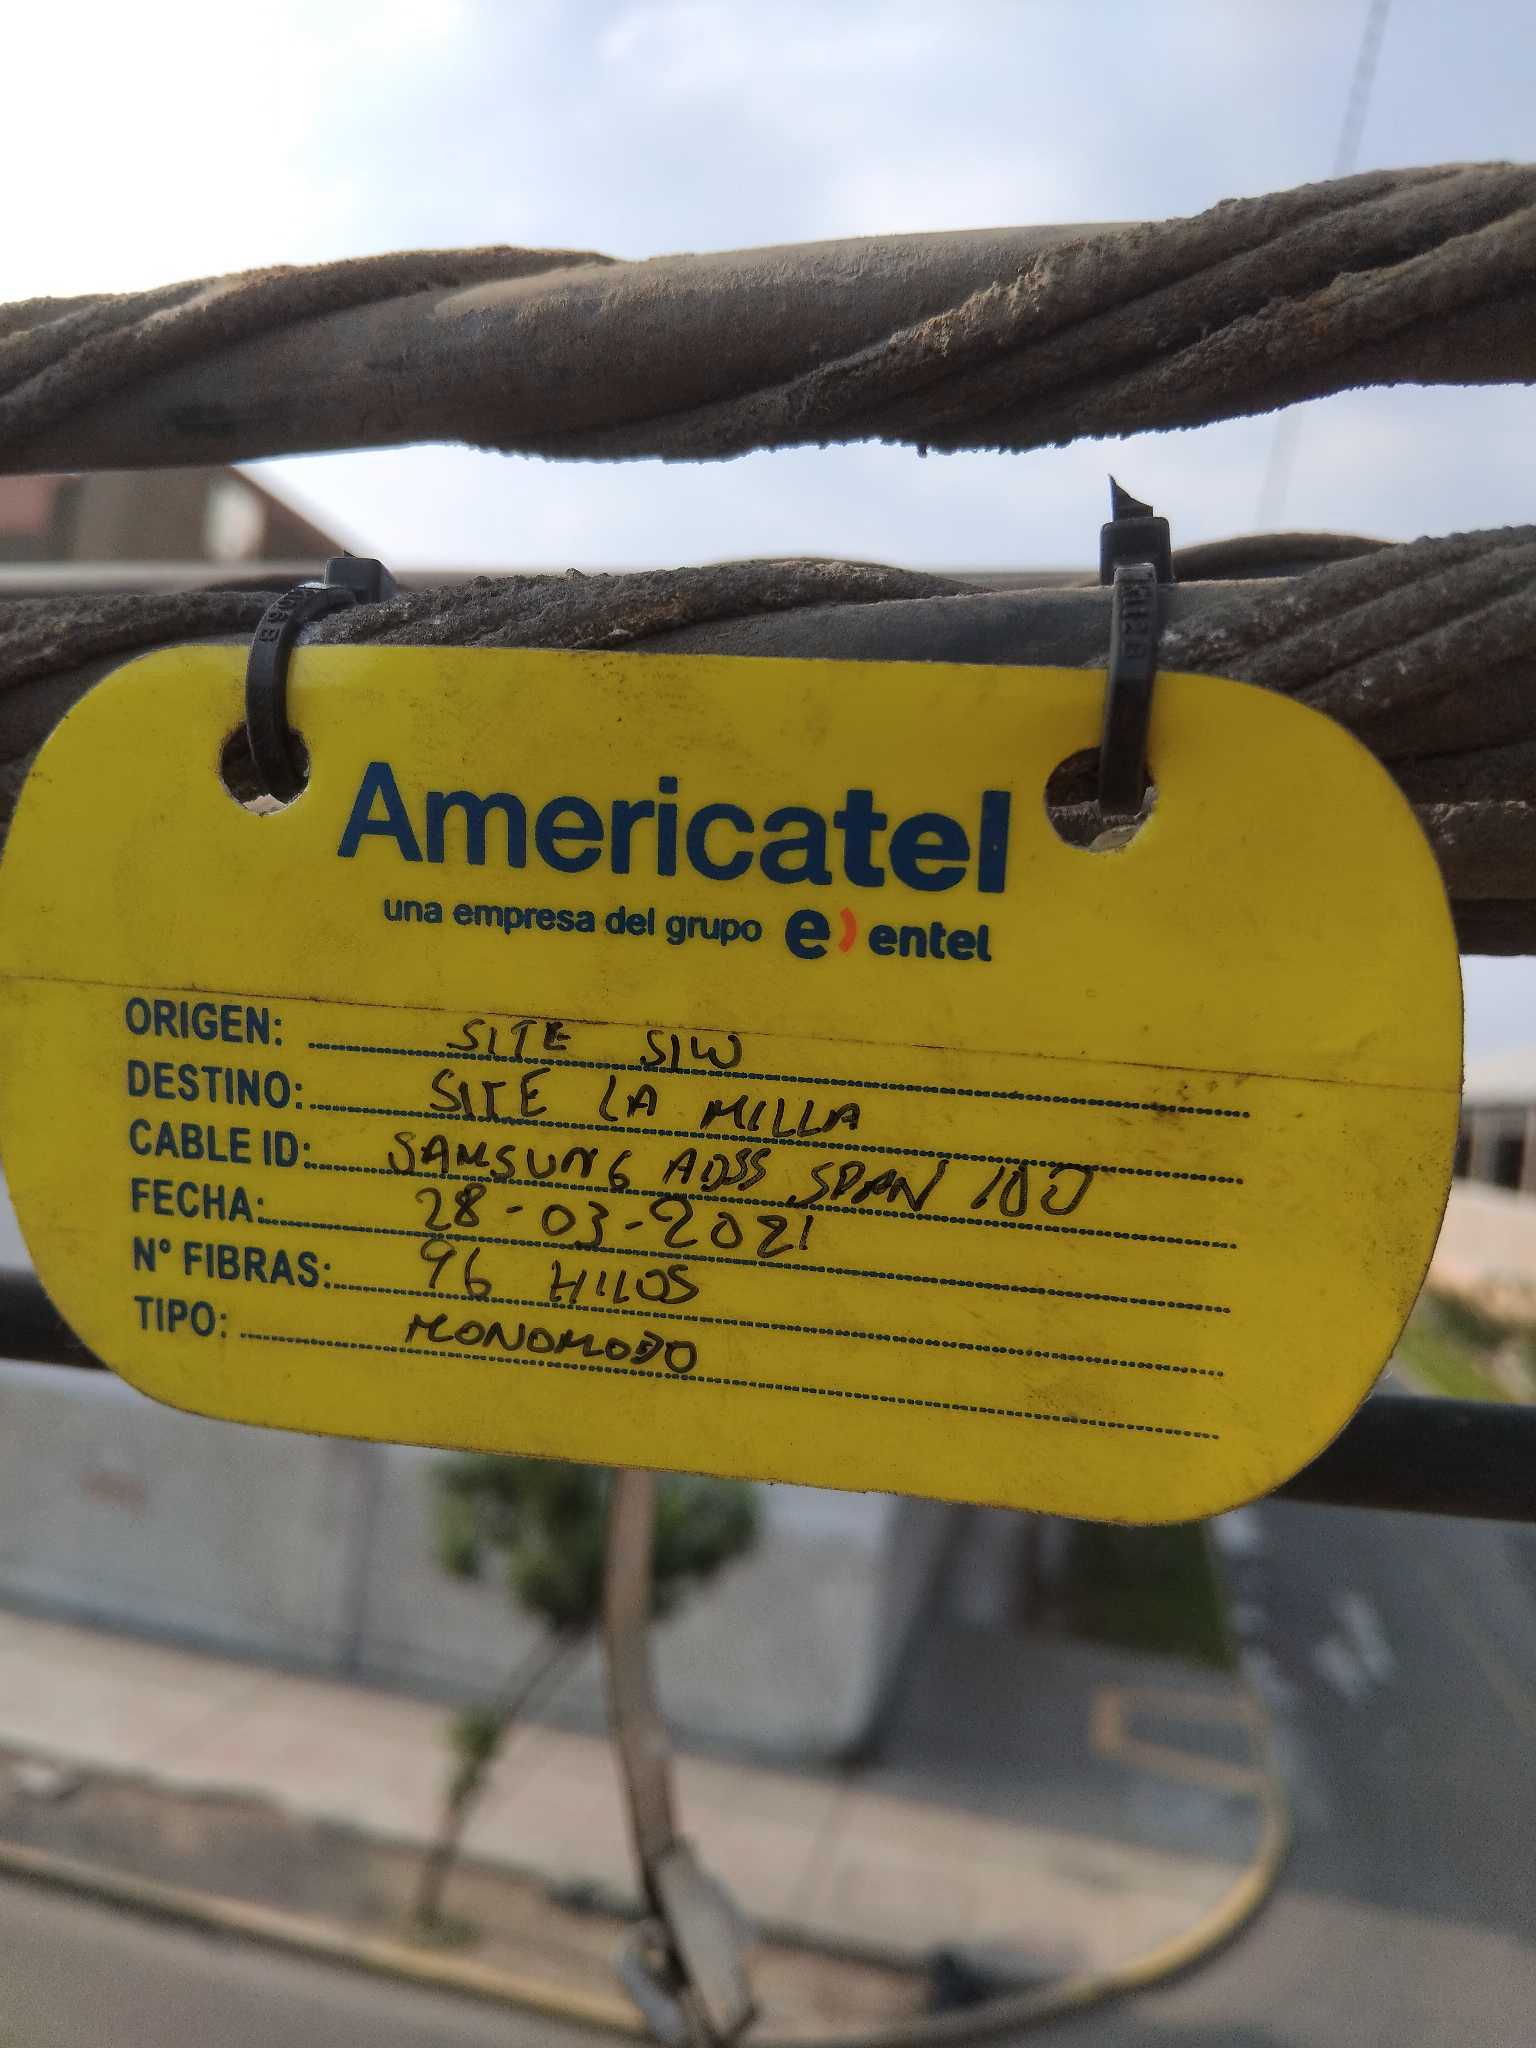 Americatel
una empresa del grupo e) entel
ORIGEN: SITE SIW
DESTINO: SITE LA MILLA
CABLE ID: SAMSUNG ADSS SPAN 100
FECHA: 28-03-2021
N° FIBRAS: 96 HILOS
TIPO: MONOMODO